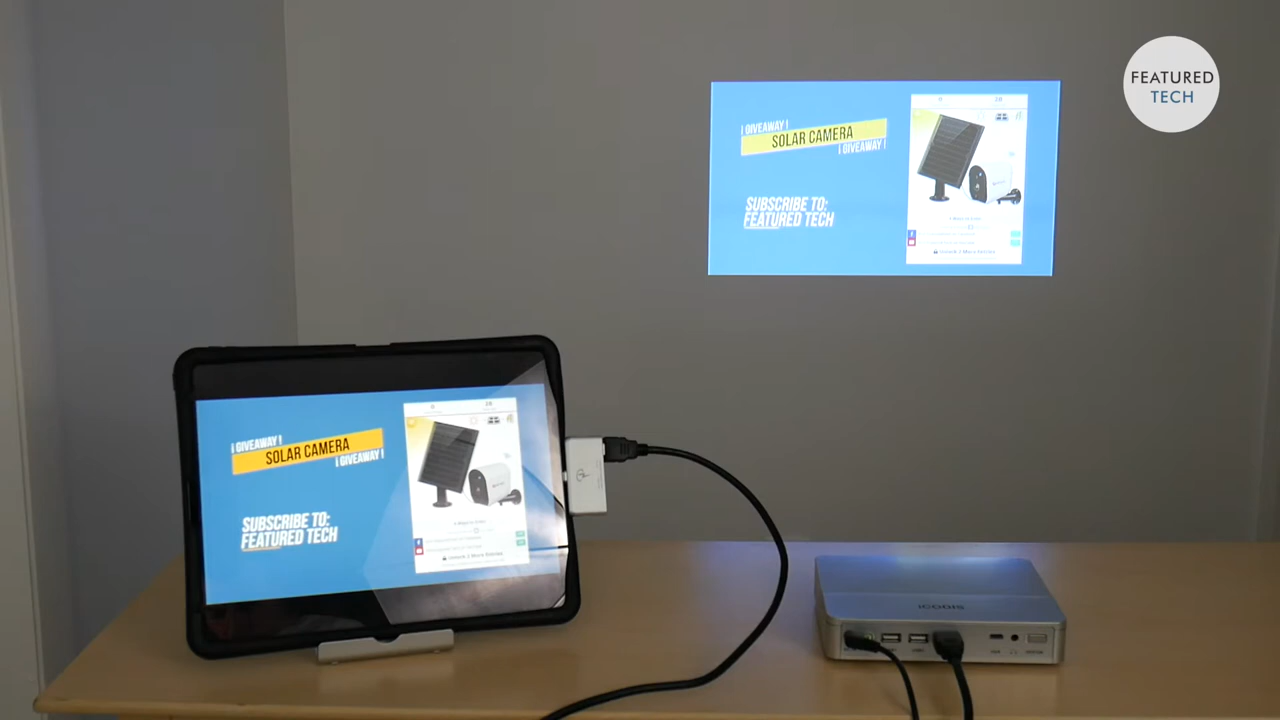 FEATURED
TECH
¡ GIVEAWAY !
SOLAR CAMERA
¡ GIVEAWAY !
SUBSCRIBE TO:
FEATURED TECH
¡ GIVEAWAY !
SOLAR CAMERA
¡ GIVEAWAY !
SUBSCRIBE TO:
FEATURED TECH
iCODIS